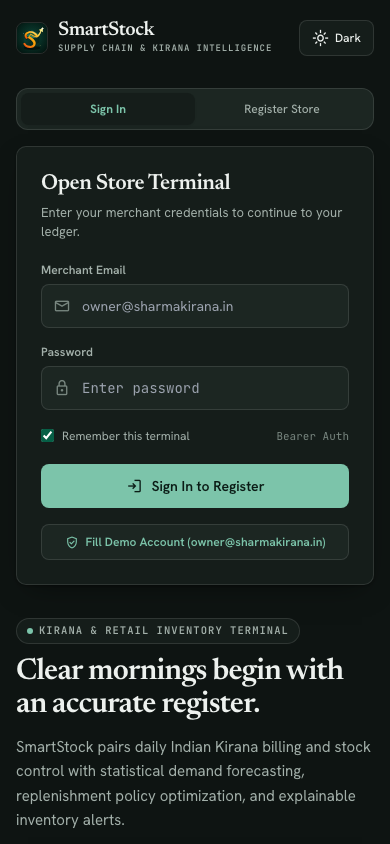 SmartStock
SUPPLY CHAIN & KIRANA INTELLIGENCE
Dark
Sign In
Register Store
Open Store Terminal
Enter your merchant credentials to continue to your
ledger.
Merchant Email
owner@sharmakirana.in
Password
Enter password
Remember this terminal
Bearer Auth
Sign In to Register
Fill Demo Account (owner@sharmakirana.in)
KIRANA & RETAIL INVENTORY TERMINAL
Clear mornings begin with
an accurate register.
SmartStock pairs daily Indian Kirana billing and stock
control with statistical demand forecasting,
replenishment policy optimization, and explainable
inventory alerts.